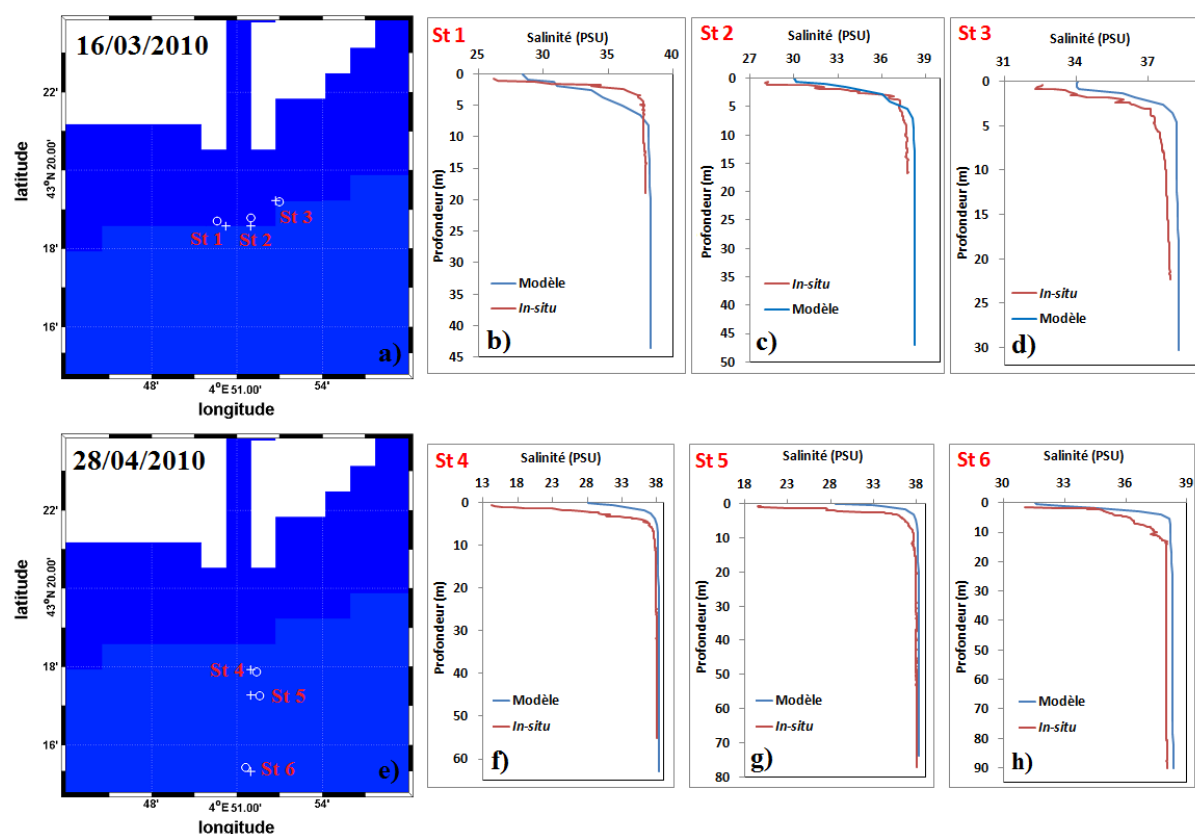 16/03/2010
latitude
22'
43°N 20.00'
18'
16'
St 1
St 2
St 3
a)
48'
4°E 51.00'
54'
longitude
St 1
Salinité (PSU)
25 30 35 40
Profondeur (m)
0
5
10
15
20
25
30
35
40
45
Modèle
In-situ
b)
St 2
Salinité (PSU)
27 30 33 36 39
Profondeur (m)
0
5
10
15
20
25
30
35
40
45
50
In-situ
Modèle
c)
St 3
Salinité (PSU)
31 34 37
Profondeur (m)
0
5
10
15
20
25
30
In-situ
Modèle
d)
28/04/2010
latitude
22'
43°N 20.00'
18'
16'
St 4
St 5
St 6
e)
48'
4°E 51.00'
54'
longitude
St 4
Salinité (PSU)
13 18 23 28 33 38
Profondeur (m)
0
10
20
30
40
50
60
Modèle
In-situ
f)
St 5
Salinité (PSU)
18 23 28 33 38
Profondeur (m)
0
10
20
30
40
50
60
70
80
Modèle
In-situ
g)
St 6
Salinité (PSU)
30 33 36 39
Profondeur (m)
0
10
20
30
40
50
60
70
80
90
Modèle
In-situ
h)